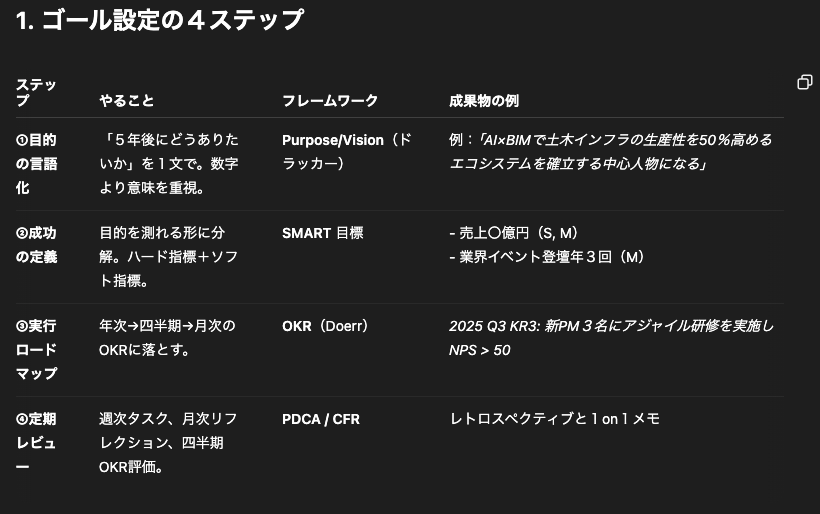 1. ゴール設定の４ステップ
ステッ
プ
やること
フレームワーク
成果物の例
①目的
の言語
化
「５年後にどうありた
いか」を１文で。数字
より意味を重視。
Purpose/Vision（ド
ラッカー）
例：「AI×BIMで土木インフラの生産性を50％高める
エコシステムを確立する中心人物になる」
②成功
の定義
目的を測れる形に分
解。ハード指標＋ソフ
ト指標。
SMART 目標
- 売上〇億円（S, M）
- 業界イベント登壇年３回（M）
③実行
ロード
マップ
年次→四半期→月次の
OKRに落とす。
OKR（Doerr）
2025 Q3 KR3: 新PM３名にアジャイル研修を実施し
NPS > 50
④定期
レビュ
ー
週次タスク、月次リフ
レクション、四半期
OKR評価。
PDCA / CFR
レトロスペクティブと１on１メモ